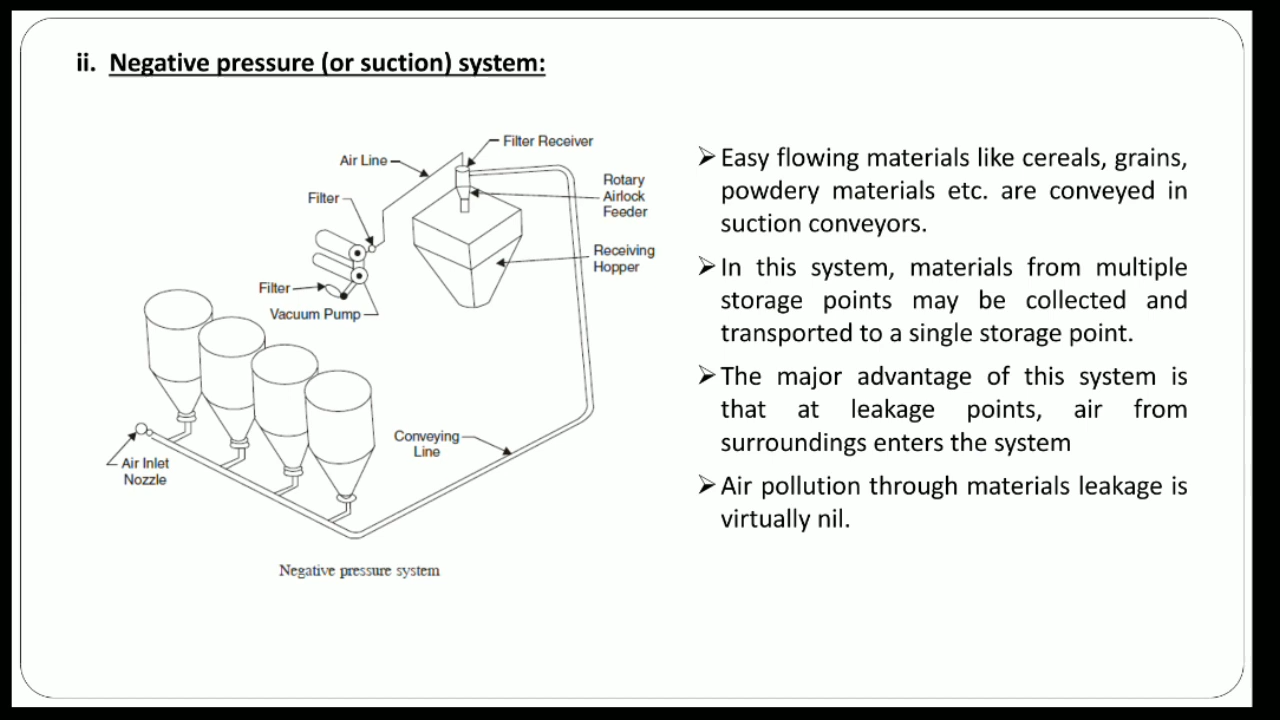 ii. Negative pressure (or suction) system:
Filter Receiver
Air Line
Rotary
Airlock
Feeder
Filter
Receiving
Hopper
Filter
Vacuum Pump
Conveying
Line
Air Inlet
Nozzle
Negative pressure system
➢Easy flowing materials like cereals, grains,
powdery materials etc. are conveyed in
suction conveyors.
➢In this system, materials from multiple
storage points may be collected and
transported to a single storage point.
➢The major advantage of this system is
that at leakage points, air from
surroundings enters the system
➢Air pollution through materials leakage is
virtually nil.